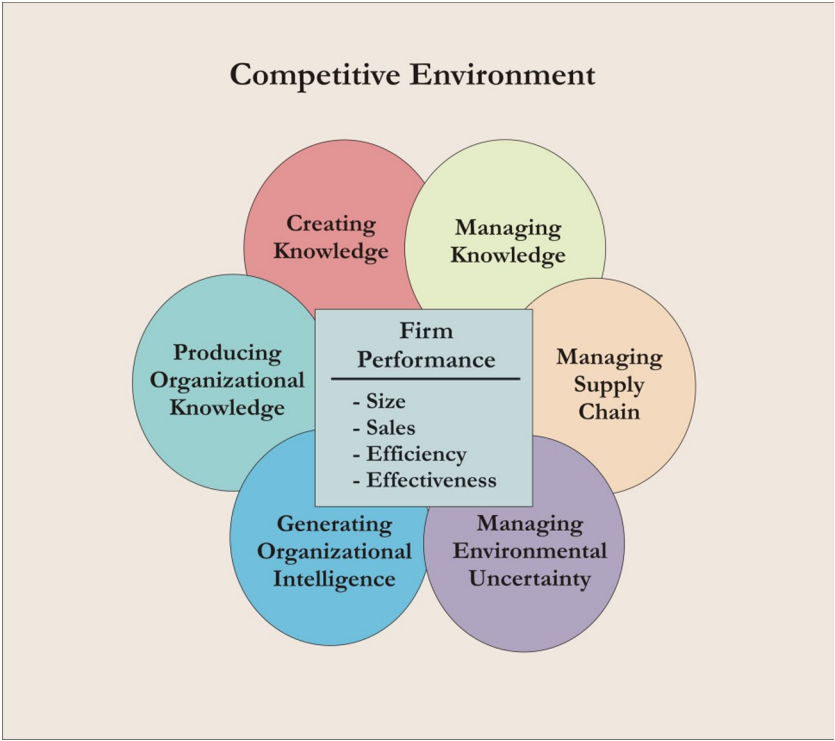 Competitive Environment
Creating
Knowledge
Managing
Knowledge
Producing
Organizational
Knowledge
Firm
Performance
- Size
- Sales
- Efficiency
- Effectiveness
Managing
Supply
Chain
Generating
Organizational
Intelligence
Managing
Environmental
Uncertainty